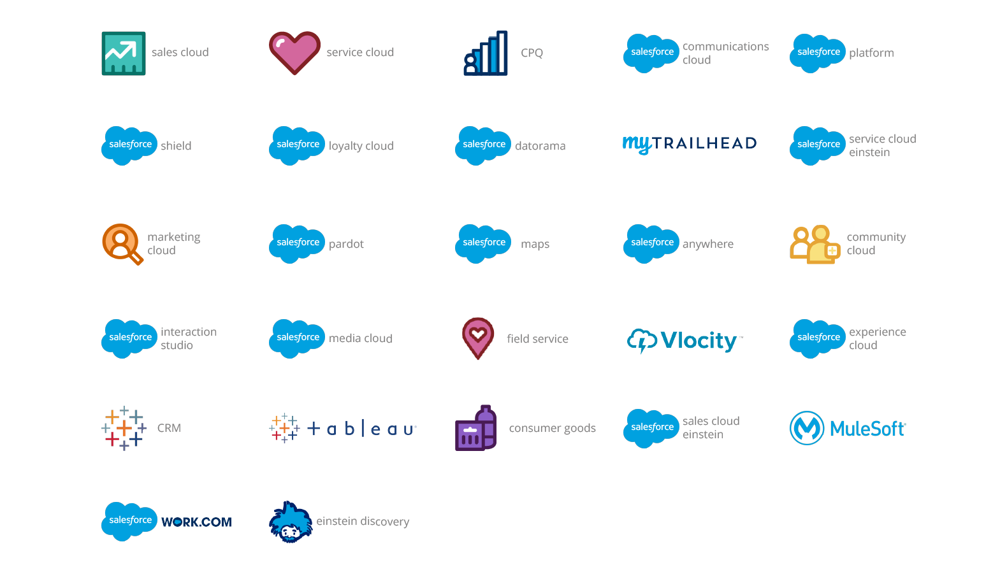 sales cloud
service cloud
CPQ
salesforce
communications
cloud
salesforce
platform
salesforce
shield
salesforce
loyalty cloud
salesforce
datorama
myTRAILHEAD
salesforce
service cloud
einstein
marketing
cloud
salesforce
pardot
salesforce
maps
salesforce
anywhere
community
cloud
salesforce
interaction
studio
salesforce
media cloud
field service
Vlocity™
salesforce
experience
cloud
CRM
+ableau®
consumer goods
salesforce
sales cloud
einstein
MuleSoft®
salesforce
WORK.COM
einstein discovery